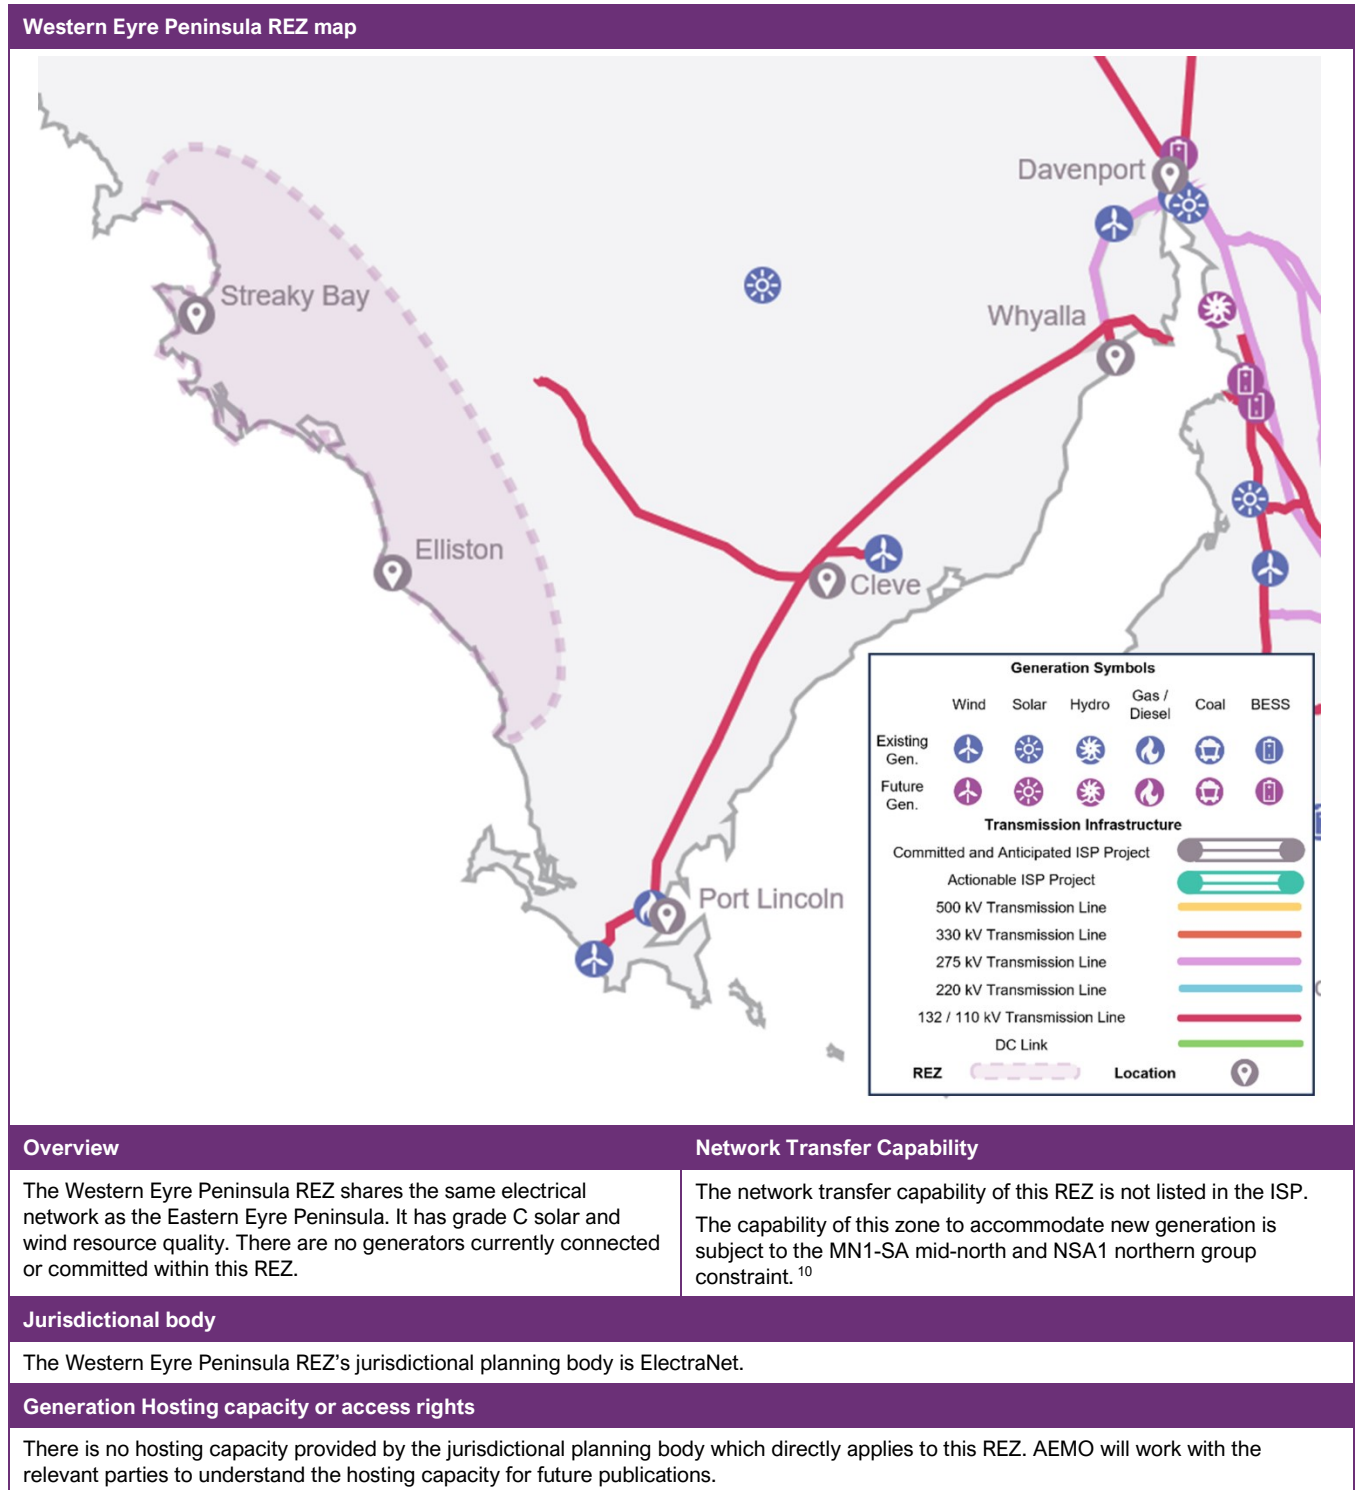 Western Eyre Peninsula REZ map
Davenport
Streaky Bay
Whyalla
Elliston
Cleve
Port Lincoln
Generation Symbols
Wind Solar Hydro Gas / Diesel Coal BESS
Existing Gen.
Future Gen.
Transmission Infrastructure
Committed and Anticipated ISP Project
Actionable ISP Project
500 kV Transmission Line
330 kV Transmission Line
275 kV Transmission Line
220 kV Transmission Line
132 / 110 kV Transmission Line
DC Link
REZ Location
Overview
The Western Eyre Peninsula REZ shares the same electrical
network as the Eastern Eyre Peninsula. It has grade C solar and
wind resource quality. There are no generators currently connected
or committed within this REZ.
Network Transfer Capability
The network transfer capability of this REZ is not listed in the ISP.
The capability of this zone to accommodate new generation is
subject to the MN1-SA mid-north and NSA1 northern group
constraint. 10
Jurisdictional body
The Western Eyre Peninsula REZ’s jurisdictional planning body is ElectraNet.
Generation Hosting capacity or access rights
There is no hosting capacity provided by the jurisdictional planning body which directly applies to this REZ. AEMO will work with the
relevant parties to understand the hosting capacity for future publications.